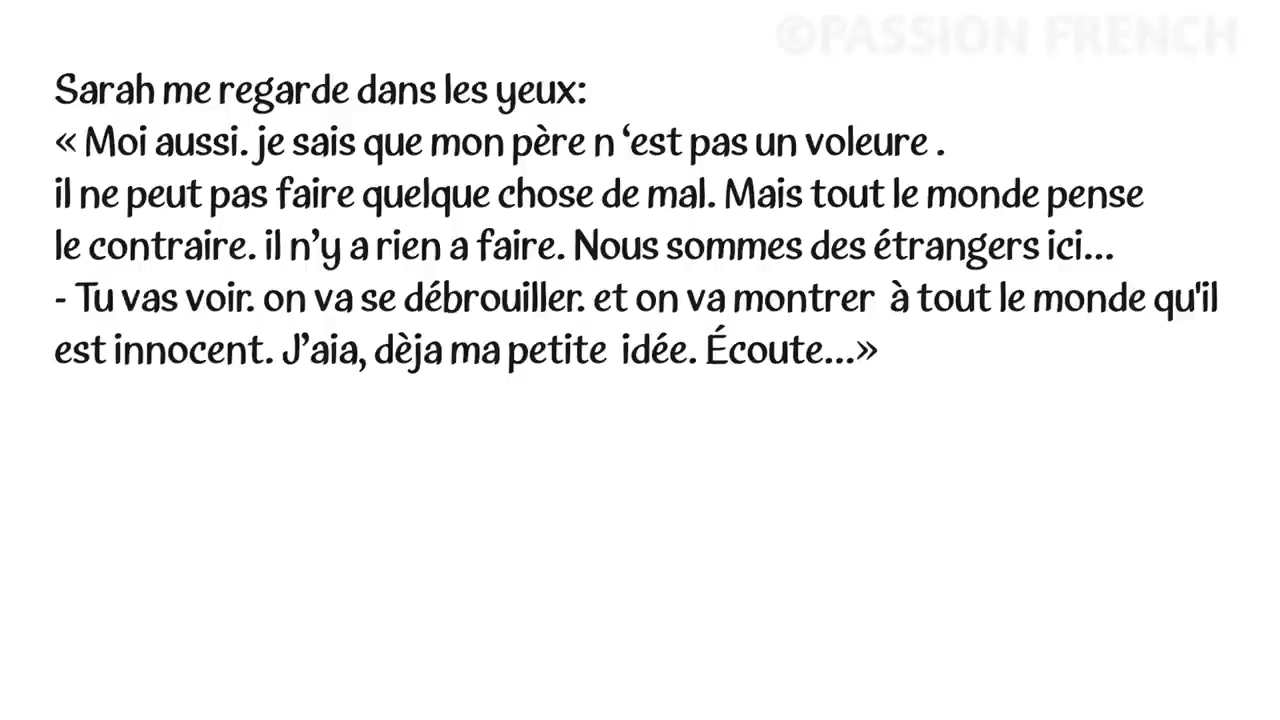 ©PASSION FRENCH
Sarah me regarde dans les yeux:
« Moi aussi. je sais que mon père n ‘est pas un voleure .
il ne peut pas faire quelque chose de mal. Mais tout le monde pense
le contraire. il n’y a rien a faire. Nous sommes des étrangers ici...
- Tu vas voir. on va se débrouiller. et on va montrer à tout le monde qu'il
est innocent. J’aia, dèja ma petite idée. Écoute...»